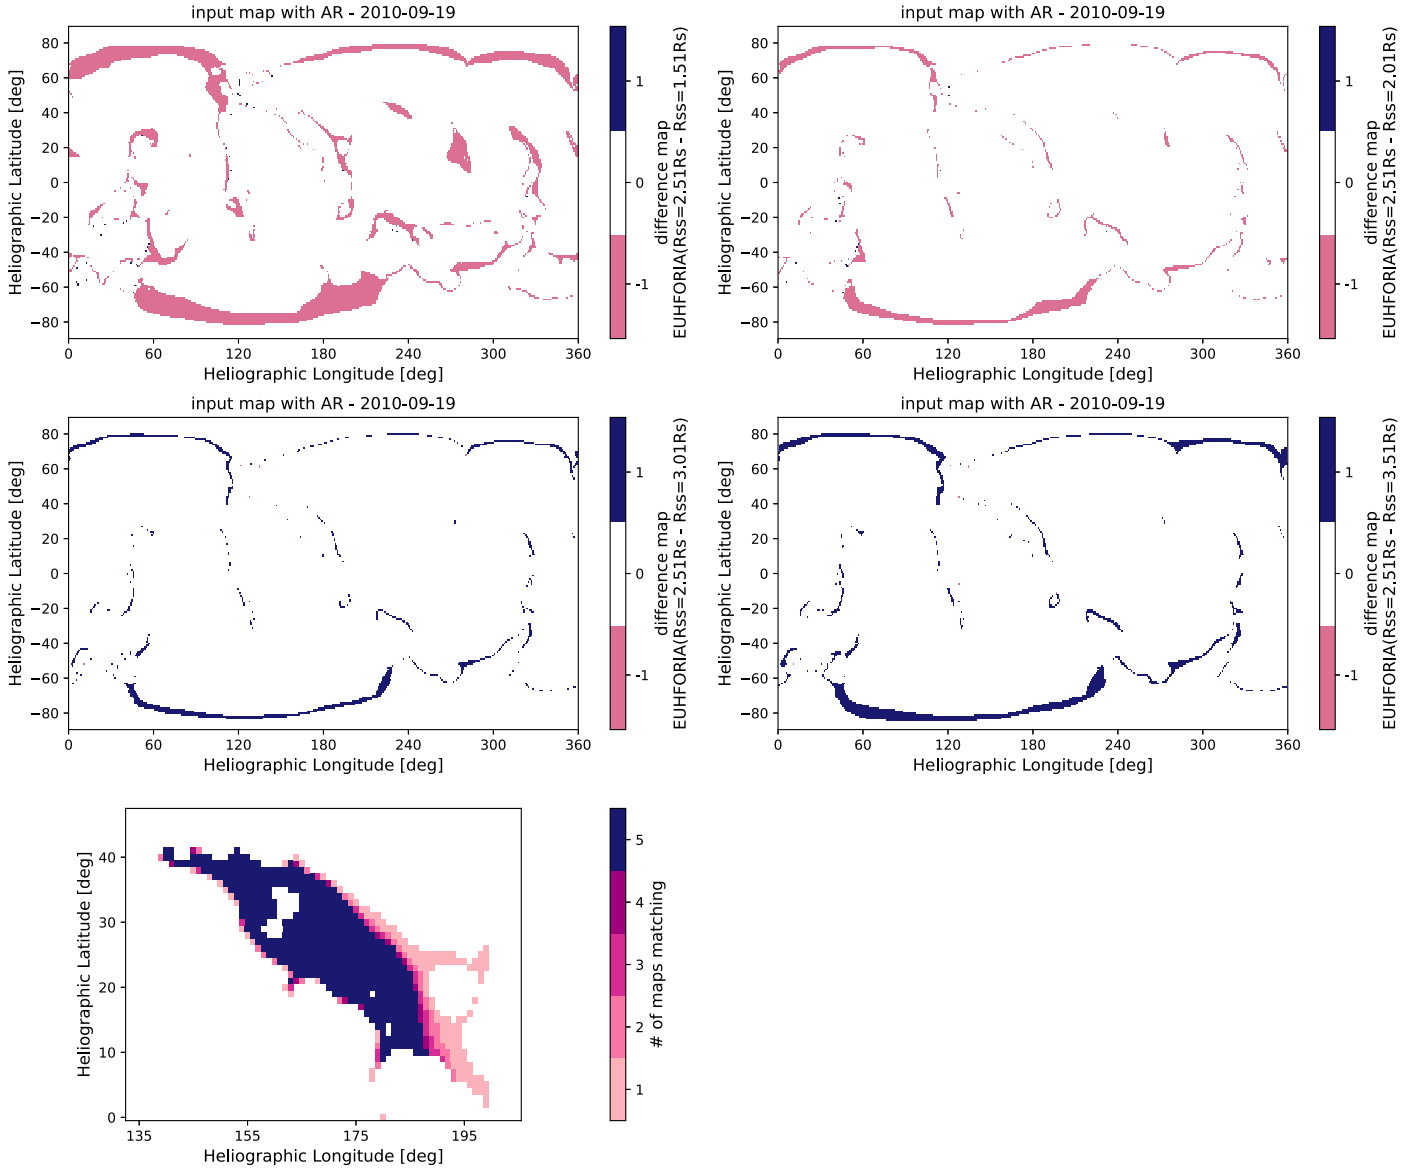 input map with AR - 2010-09-19
80
60
40
20
0
−20
−40
−60
−80
Heliographic Latitude [deg]
0 60 120 180 240 300 360
Heliographic Longitude [deg]
1
0
-1
difference map
EUHFORIA(Rss=2.51Rs - Rss=1.51Rs)
input map with AR - 2010-09-19
80
60
40
20
0
−20
−40
−60
−80
Heliographic Latitude [deg]
0 60 120 180 240 300 360
Heliographic Longitude [deg]
1
0
-1
difference map
EUHFORIA(Rss=2.51Rs - Rss=2.01Rs)
input map with AR - 2010-09-19
80
60
40
20
0
−20
−40
−60
−80
Heliographic Latitude [deg]
0 60 120 180 240 300 360
Heliographic Longitude [deg]
1
0
-1
difference map
EUHFORIA(Rss=2.51Rs - Rss=3.01Rs)
input map with AR - 2010-09-19
80
60
40
20
0
−20
−40
−60
−80
Heliographic Latitude [deg]
0 60 120 180 240 300 360
Heliographic Longitude [deg]
1
0
-1
difference map
EUHFORIA(Rss=2.51Rs - Rss=3.51Rs)
40
30
20
10
0
Heliographic Latitude [deg]
135 155 175 195
Heliographic Longitude [deg]
5
4
3
2
1
# of maps matching